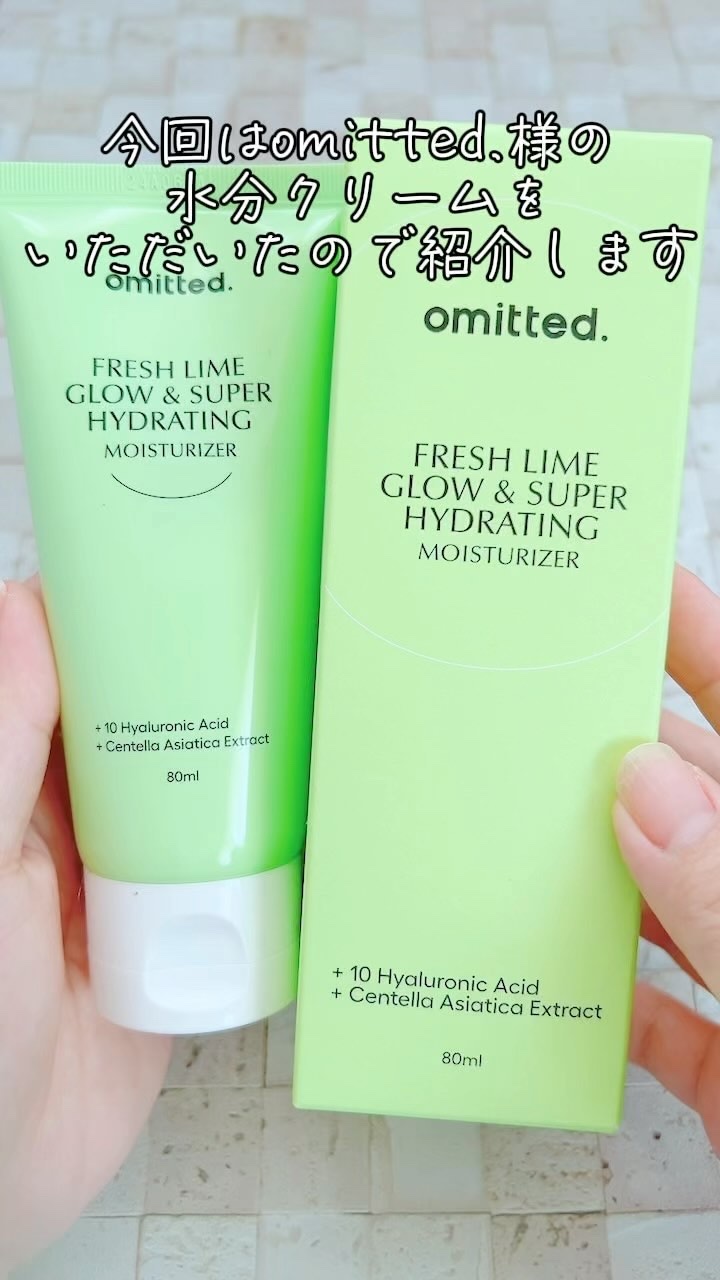 今回はomitted.様の
水分クリームを
いただいたので紹介します
omitted.
FRESH LIME
GLOW & SUPER
HYDRATING
MOISTURIZER
+ 10 Hyaluronic Acid
+ Centella Asiatica Extract
80ml
omitted.
FRESH LIME
GLOW & SUPER
HYDRATING
MOISTURIZER
+ 10 Hyaluronic Acid
+ Centella Asiatica Extract
80ml